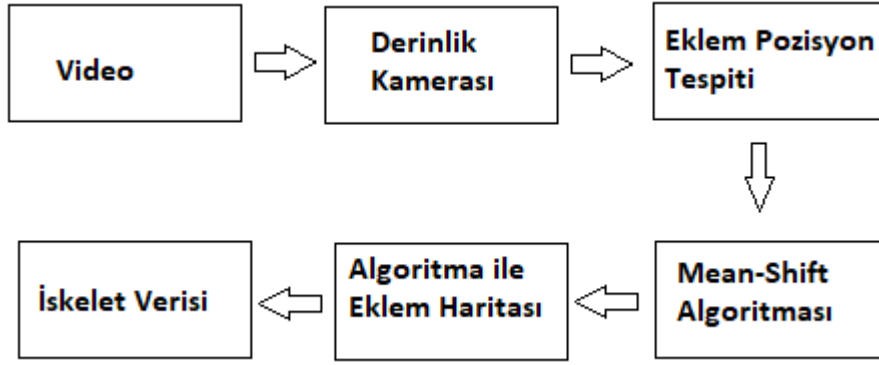 Video
Derinlik
Kamerası
Eklem Pozisyon
Tespiti
Mean-Shift
Algoritması
Algoritma ile
Eklem Haritası
İskelet Verisi